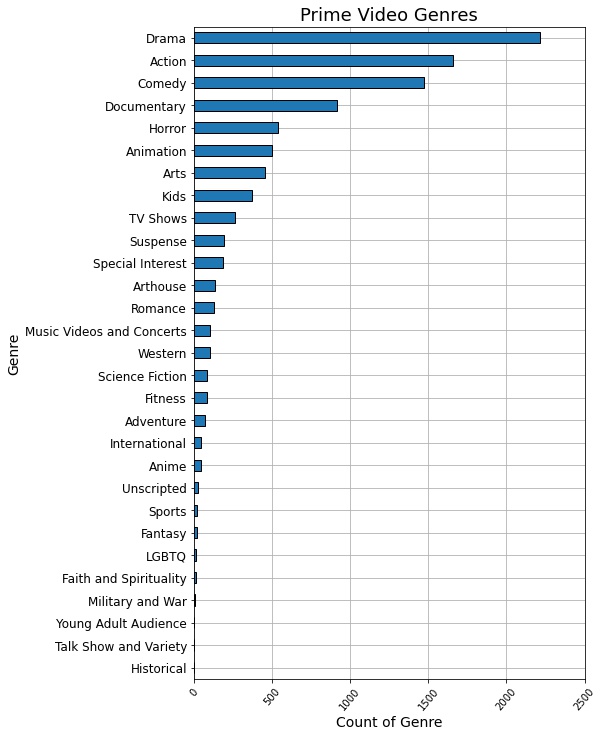 Prime Video Genres
Drama
Action
Comedy
Documentary
Horror
Animation
Arts
Kids
TV Shows
Suspense
Special Interest
Arthouse
Romance
Music Videos and Concerts
Western
Science Fiction
Fitness
Adventure
International
Anime
Unscripted
Sports
Fantasy
LGBTQ
Faith and Spirituality
Military and War
Young Adult Audience
Talk Show and Variety
Historical
Genre
0 500 1000 1500 2000 2500
Count of Genre